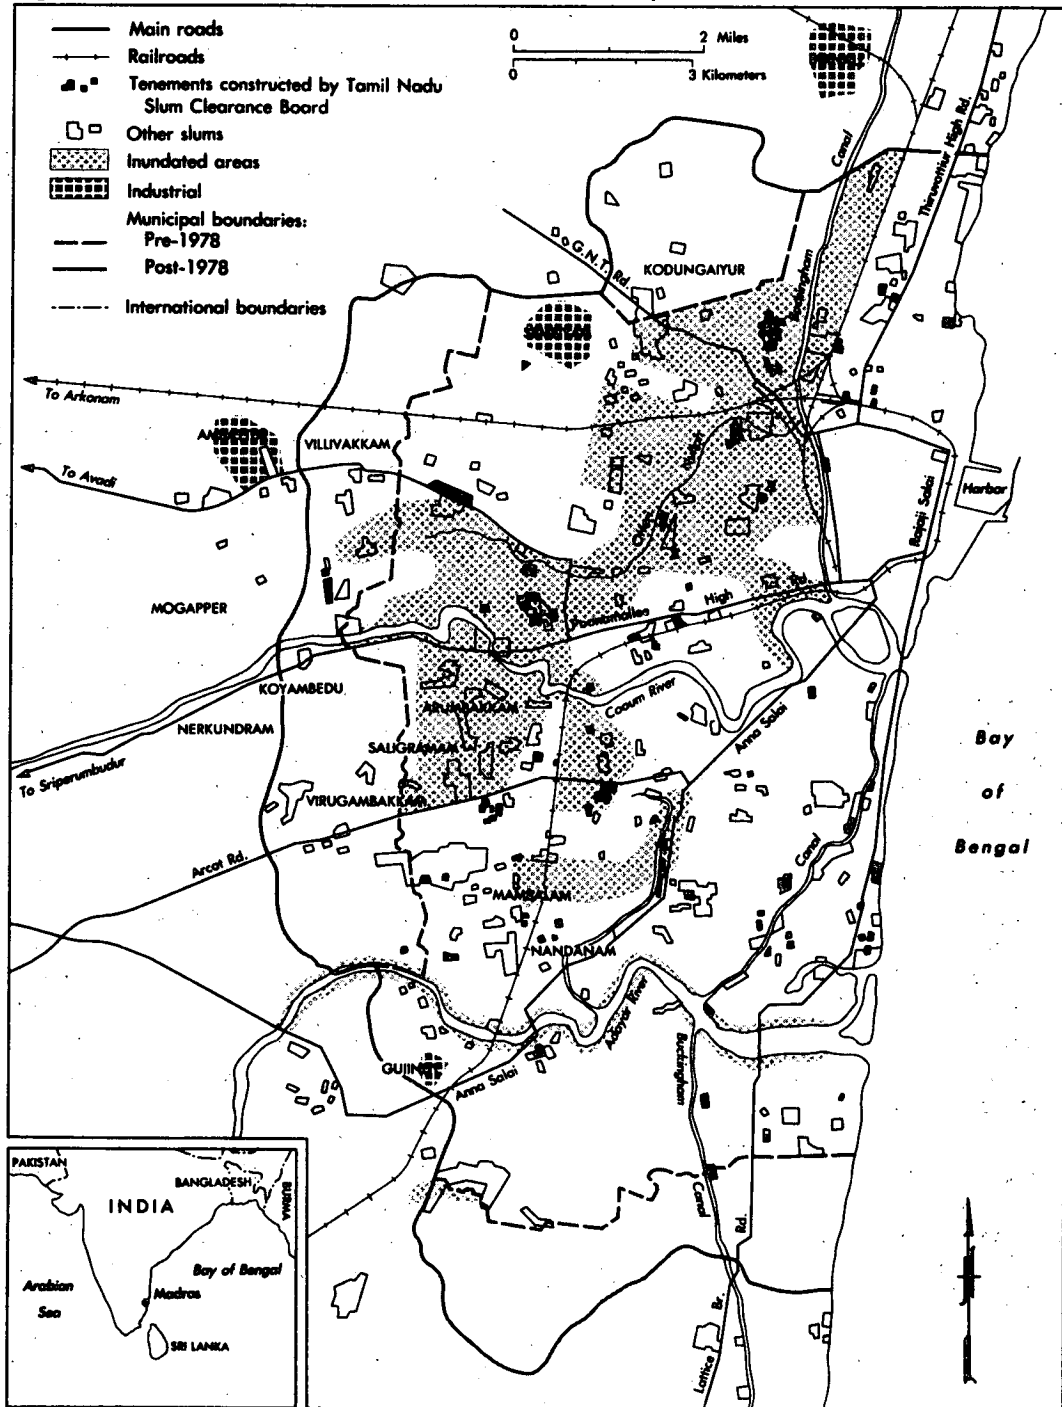 Main roads
Railroads
Tenements constructed by Tamil Nadu
Slum Clearance Board
Other slums
Inundated areas
Industrial
Municipal boundaries:
Pre-1978
Post-1978
International boundaries
0 2 Miles
0 3 Kilometers
Canal
Thiruvottiur High Rd.
G.N.T. Rd.
KODUNGAIYUR
Buckingham
To Arkonam
VILLIVAKKAM
To Avadi
Harbor
Rajaji Salai
MOGAPPER
Poonamallee High Rd.
KOYAMBEDU
Cooum River
NERKUNDRAM
ARUMBAKKAM
Anna Salai
SALIGRAMAM
To Sriperumbudur
VIRUGAMBAKKAM
Bay
of
Bengal
Arcot Rd.
Canal
MAMBALAM
NANDANAM
Adayar River
Buckingham
Canal
Anna Salai
Lattice Br. Rd.
PAKISTAN
BANGLADESH
BURMA
INDIA
Arabian
Sea
Bay of Bengal
Madras
SRI LANKA